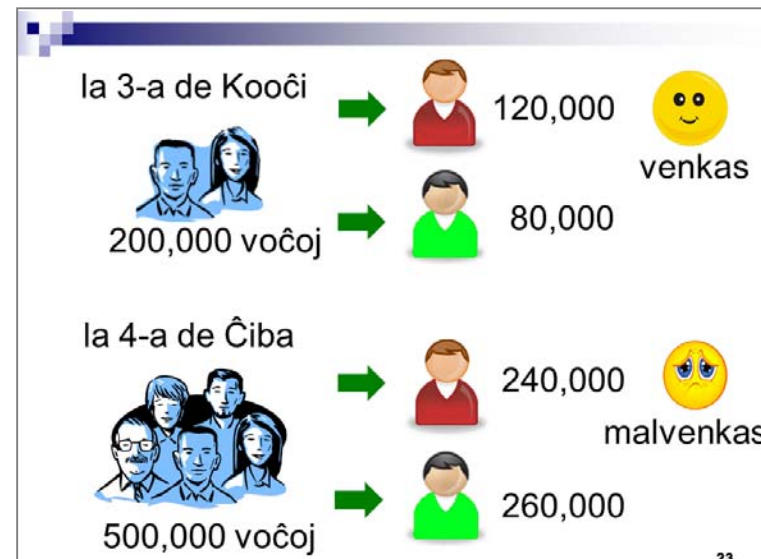 la 3-a de Kooĉi
120,000
venkas
200,000 voĉoj
80,000
la 4-a de Ĉiba
240,000
malvenkas
500,000 voĉoj
260,000
23